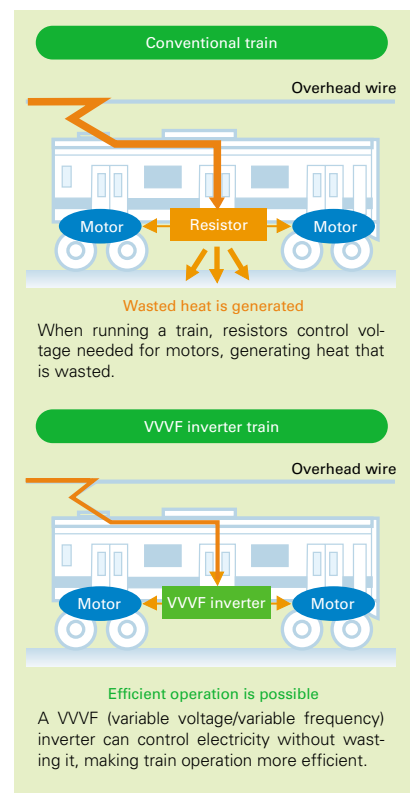 Conventional train
Overhead wire
Motor
Resistor
Motor
Wasted heat is generated
When running a train, resistors control vol-
tage needed for motors, generating heat that
is wasted.
VVVF inverter train
Overhead wire
Motor
VVVF inverter
Motor
Efficient operation is possible
A VVVF (variable voltage/variable frequency)
inverter can control electricity without wast-
ing it, making train operation more efficient.